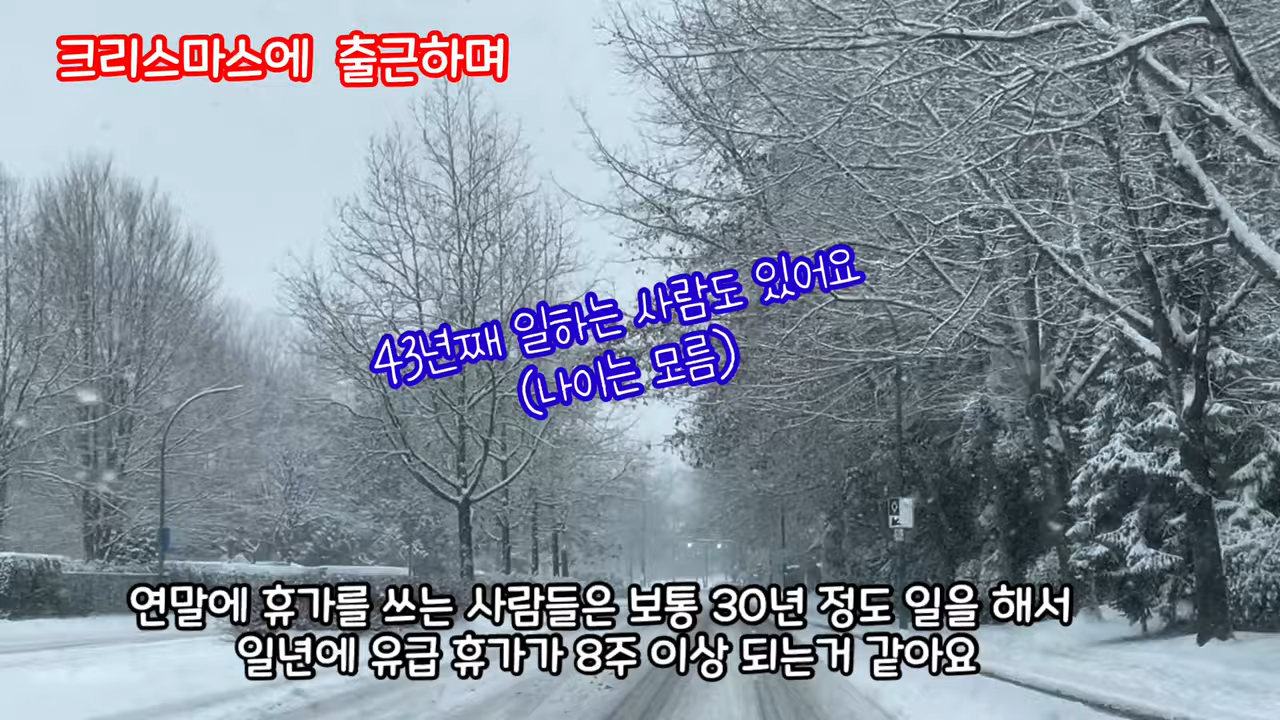 크리스마스에 출근하며
43년째 일하는 사람도 있어요
(나이는 모름)
연말에 휴가를 쓰는 사람들은 보통 30년 정도 일을 해서
일년에 유급 휴가가 8주 이상 되는거 같아요